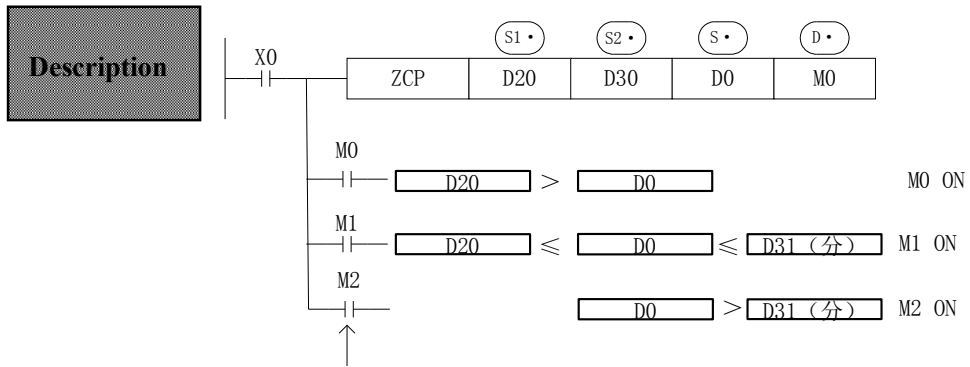 S1· S2· S· D·
Description
X0
ZCP D20 D30 D0 M0
M0
D20 > D0 M0 ON
M1
D20 ≤ D0 ≤ D31（分） M1 ON
M2
D0 > D31（分） M2 ON